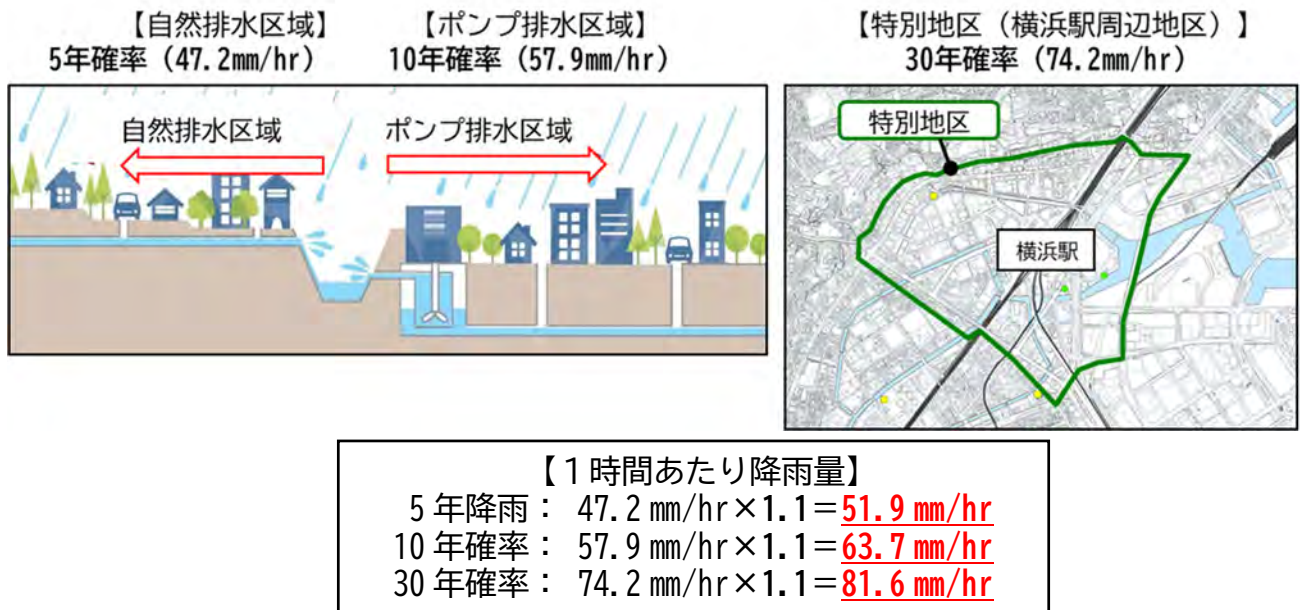 【自然排水区域】
5年確率（47.2mm/hr）
【ポンプ排水区域】
10年確率（57.9mm/hr）
【特別地区（横浜駅周辺地区）】
30年確率（74.2mm/hr）
自然排水区域
ポンプ排水区域
特別地区
横浜駅
【１時間あたり降雨量】
5年降雨： 47.2㎜/hr×1.1＝51.9㎜/hr
10年確率： 57.9㎜/hr×1.1＝63.7㎜/hr
30年確率： 74.2㎜/hr×1.1＝81.6㎜/hr